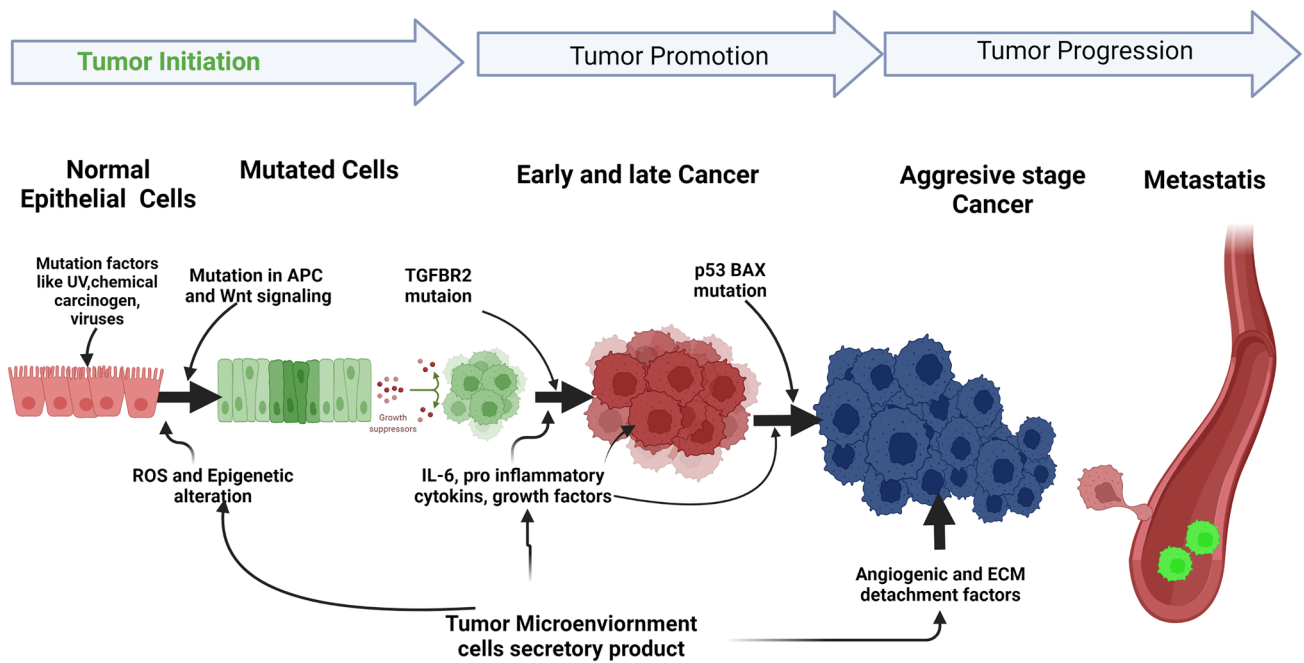 Tumor Initiation
Tumor Promotion
Tumor Progression
Normal
Epithelial Cells
Mutated Cells
Early and late Cancer
Aggresive stage
Cancer
Metastatis
Mutation factors
like UV,chemical
carcinogen,
viruses
Mutation in APC
and Wnt signaling
TGFBR2
mutaion
p53 BAX
mutation
Growth
suppressors
ROS and Epigenetic
alteration
IL-6, pro inflammatory
cytokins, growth factors
Angiogenic and ECM
detachment factors
Tumor Microenviornment
cells secretory product